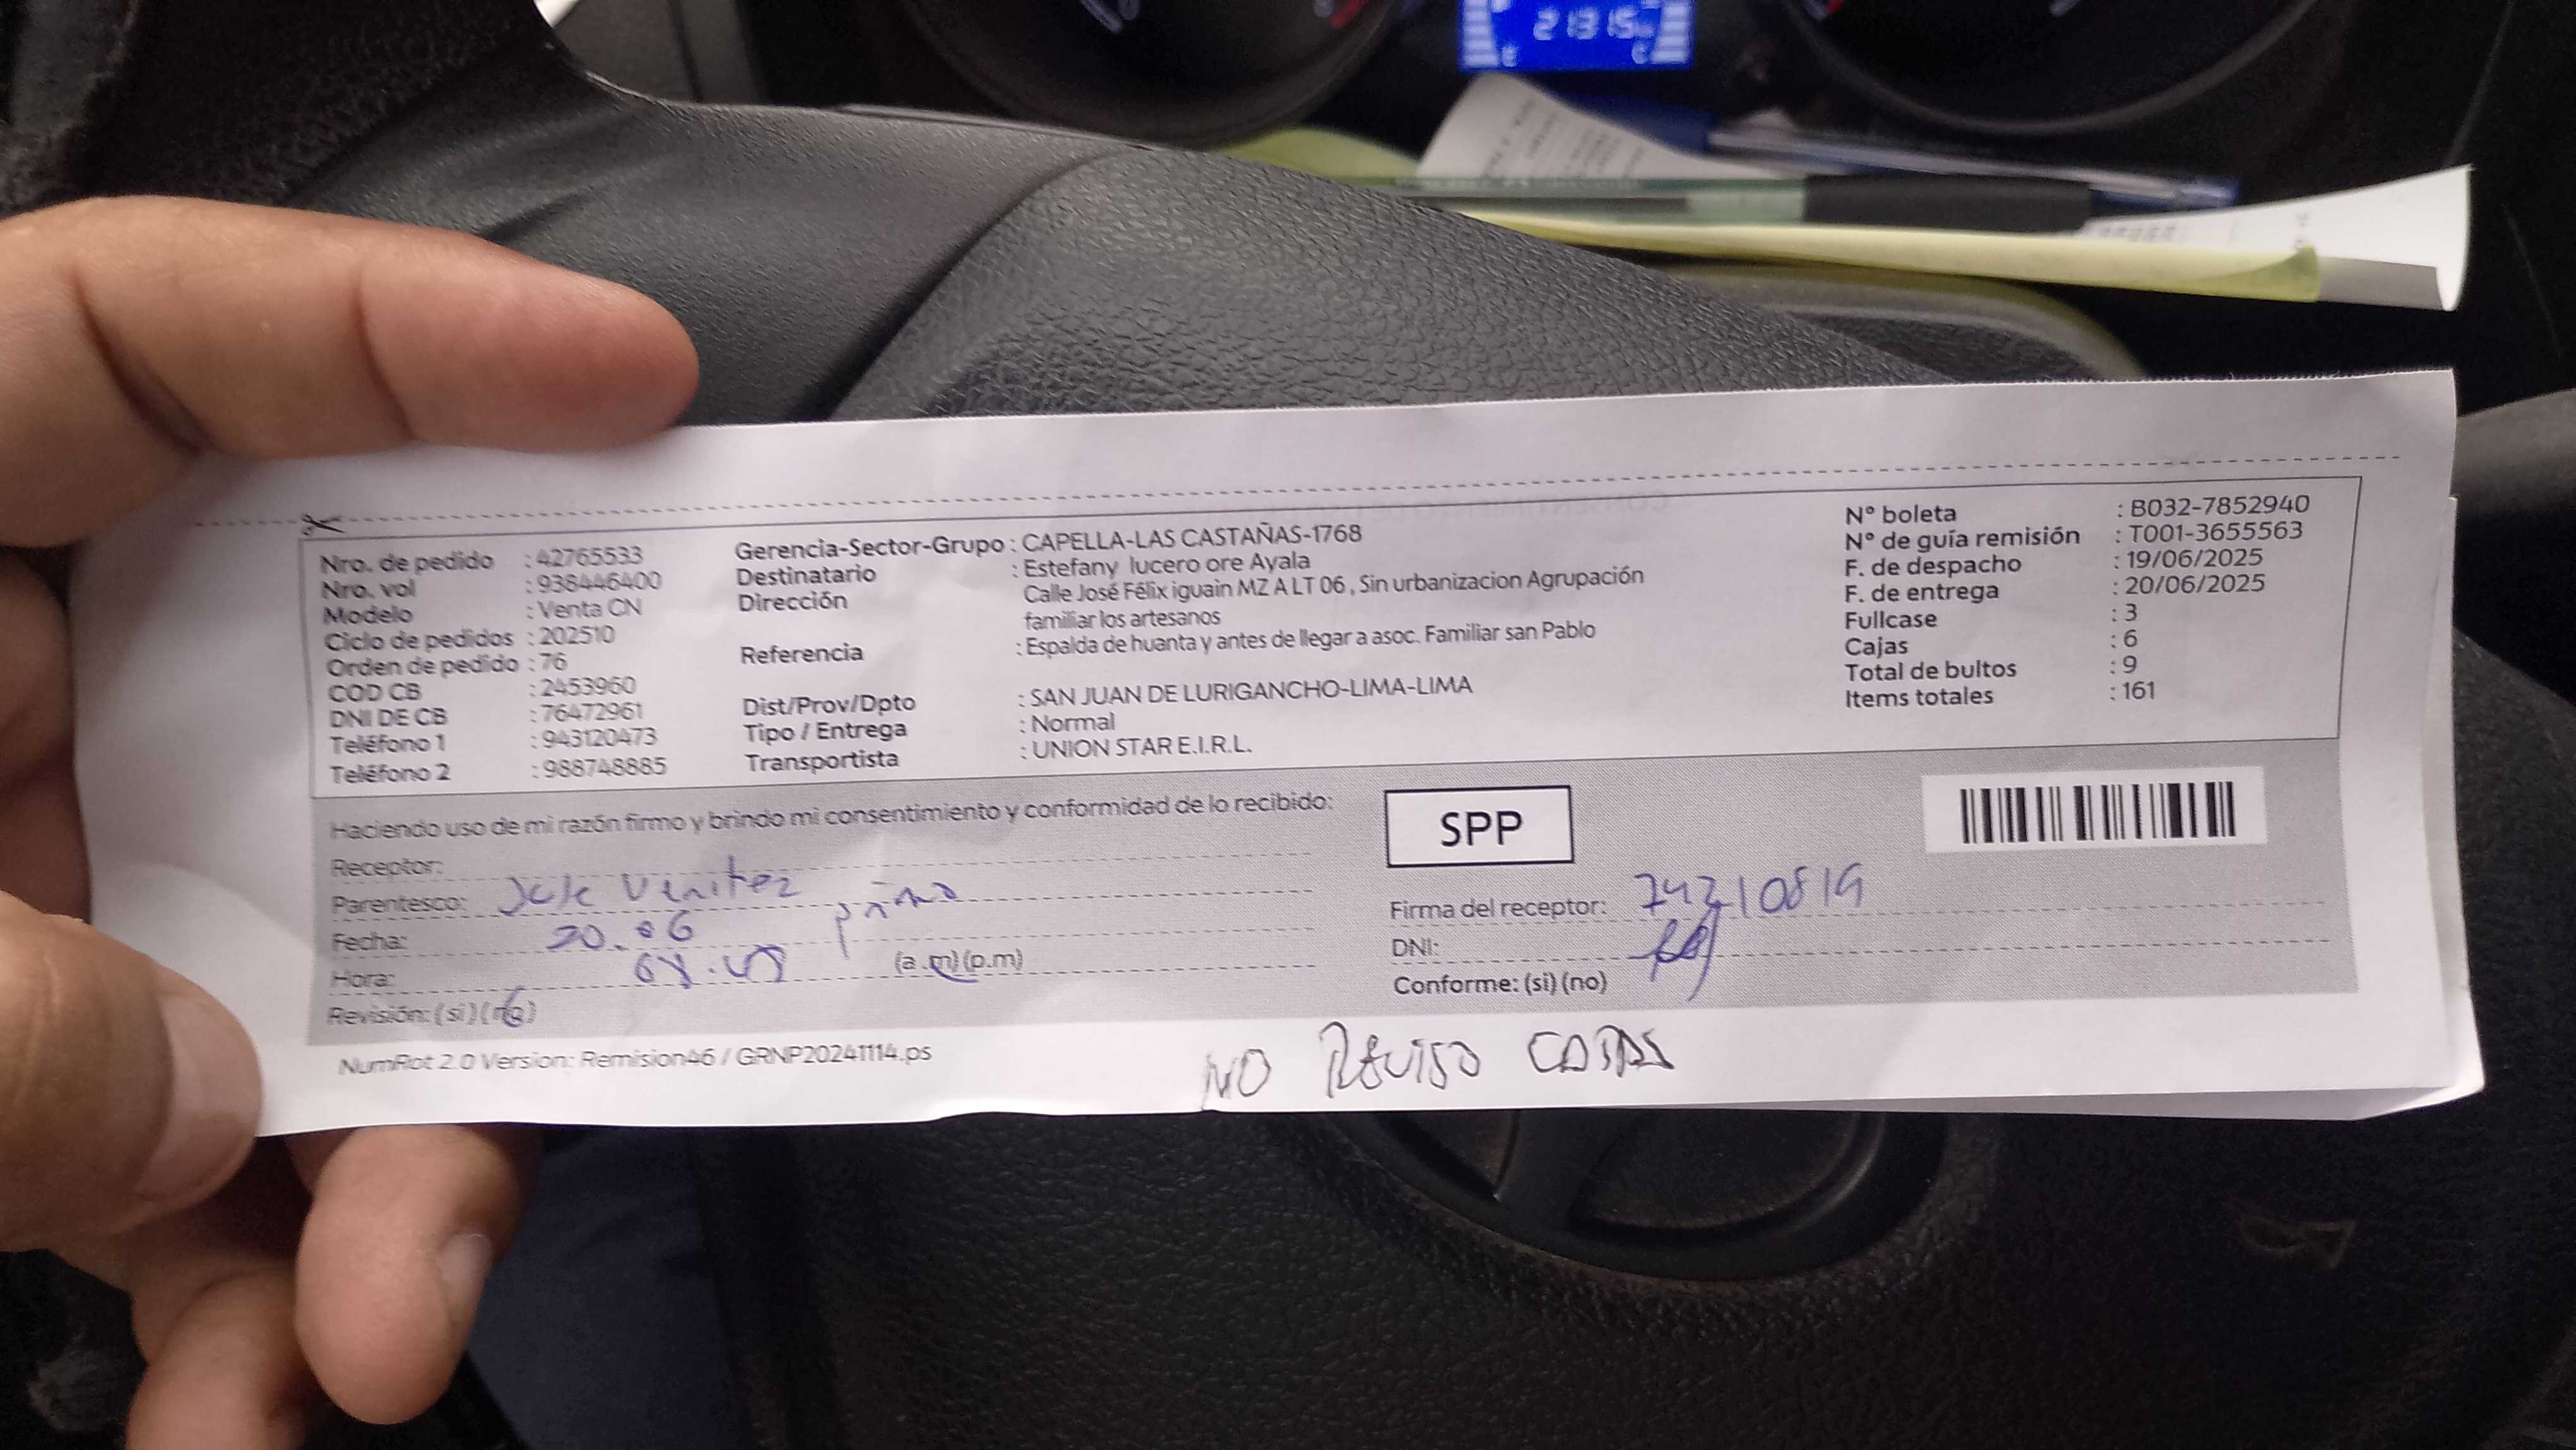 21315
Nro. de pedido : 42765533
Nro. vol : 938446400
Modelo : Venta CN
Ciclo de pedidos : 202510
Orden de pedido : 76
COD CB : 2453960
DNI DE CB : 76472961
Teléfono 1 : 943120473
Teléfono 2 : 988748885
Gerencia-Sector-Grupo : CAPELLA-LAS CASTAÑAS-1768
Destinatario : Estefany lucero ore Ayala
Dirección Calle José Félix iguain MZ A LT 06 , Sin urbanizacion Agrupación
familiar los artesanos
Referencia : Espalda de huanta y antes de llegar a asoc. Familiar san Pablo
Dist/Prov/Dpto : SAN JUAN DE LURIGANCHO-LIMA-LIMA
Tipo / Entrega : Normal
Transportista : UNION STAR E.I.R.L.
N° boleta : B032-7852940
N° de guía remisión : T001-3655563
F. de despacho : 19/06/2025
F. de entrega : 20/06/2025
Fullcase : 3
Cajas : 6
Total de bultos : 9
Items totales : 161
Haciendo uso de mi razón firmo y brindo mi consentimiento y conformidad de lo recibido:
Receptor:
Parentesco: Venitez
Fecha: 20.06
Hora: (a.m) (p.m)
Revisión: (si) (no)
SPP
Firma del receptor: 74210819
DNI:
Conforme: (si) (no)
NumRot 2.0 Version: Remision46 / GRNP20241114.ps
NO REVISO CAJAS